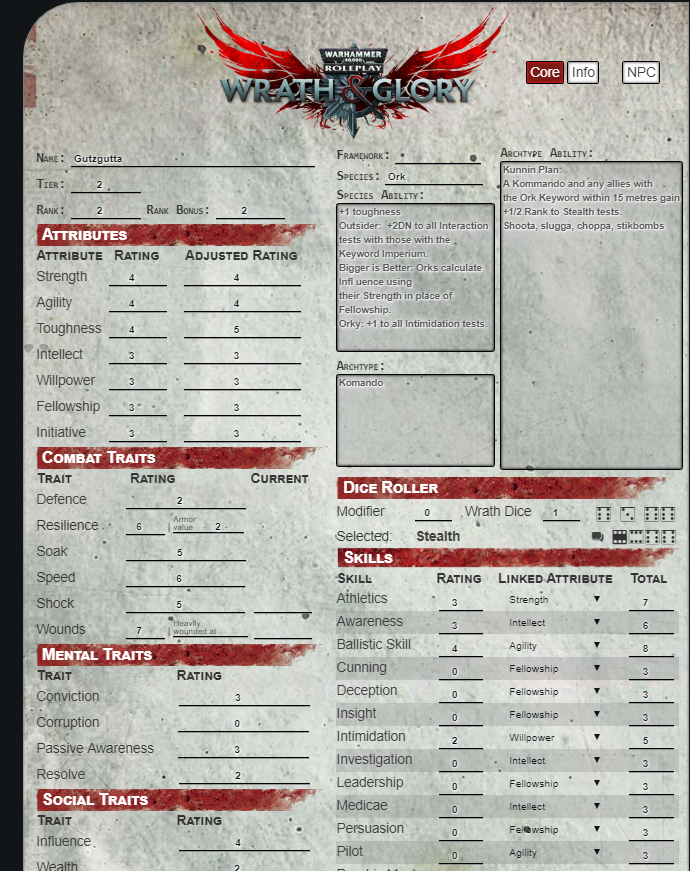 WARHAMMER
40,000
ROLEPLAY
WRATH & GLORY
Core Info NPC
Name: Gutzgutta
Tier: 2
Rank: 2 Rank Bonus: 2
Attributes
Attribute Rating Adjusted Rating
Strength 4 4
Agility 4 4
Toughness 4 5
Intellect 3 3
Willpower 3 3
Fellowship 3 3
Initiative 3 3
Combat Traits
Trait Rating Current
Defence 2
Resilience 6 | Armor value 2
Soak 5
Speed 6
Shock 5
Wounds 7 | Heavily wounded at
Mental Traits
Trait Rating
Conviction 3
Corruption 0
Passive Awareness 3
Resolve 2
Social Traits
Trait Rating
Influence 4
Wealth 2
Framework:
Species: Ork
Species Ability:
+1 toughness
Outsider: +2DN to all Interaction
tests with those with the
Keyword Imperium.
Bigger is Better: Orks calculate
Infl uence using
their Strength in place of
Fellowship.
Orky: +1 to all Intimidation tests.
Archtype:
Komando
Archtype Ability:
Kunnin Plan:
A Kommando and any allies with
the Ork Keyword within 15 metres gain
+1/2 Rank to Stealth tests.
Shoota, slugga, choppa, stikbombs
Dice Roller
Modifier 0 Wrath Dice 1
Selected: Stealth
Skills
Skill Rating Linked Attribute Total
Athletics 3 Strength 7
Awareness 3 Intellect 6
Ballistic Skill 4 Agility 8
Cunning 0 Fellowship 3
Deception 0 Fellowship 3
Insight 0 Fellowship 3
Intimidation 2 Willpower 5
Investigation 0 Intellect 3
Leadership 0 Fellowship 3
Medicae 0 Intellect 3
Persuasion 0 Fellowship 3
Pilot 0 Agility 3